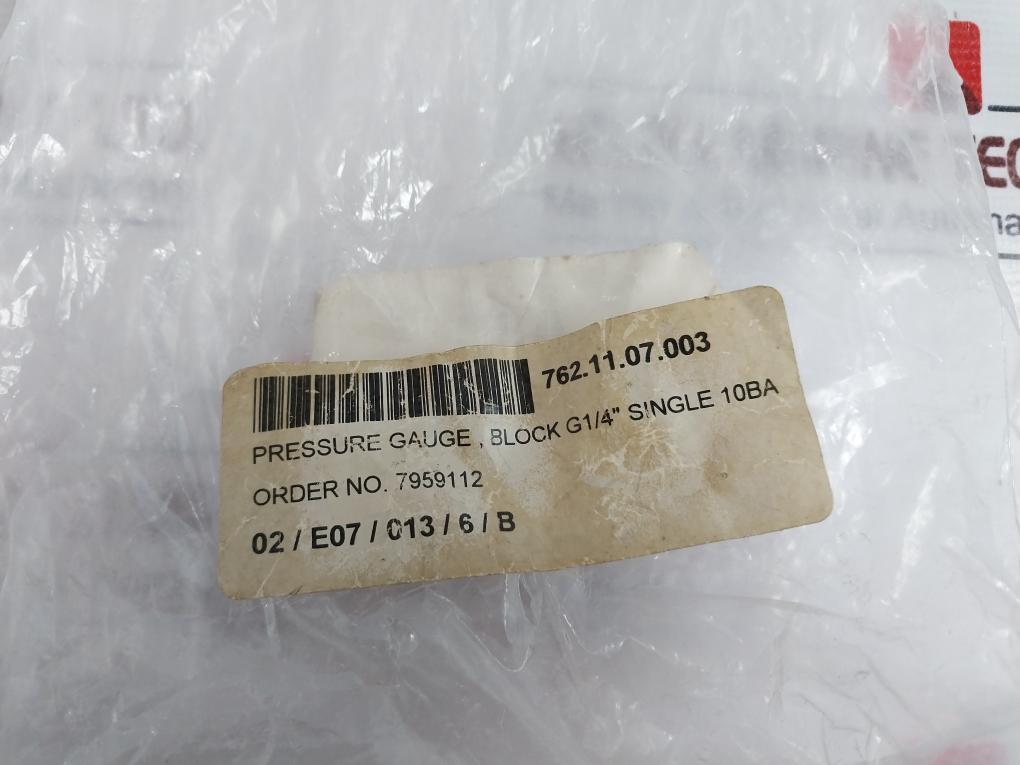 762.11.07.003
PRESSURE GAUGE , BLOCK G1/4" SINGLE 10BA
ORDER NO. 7959112
02 / E07 / 013 / 6 / B